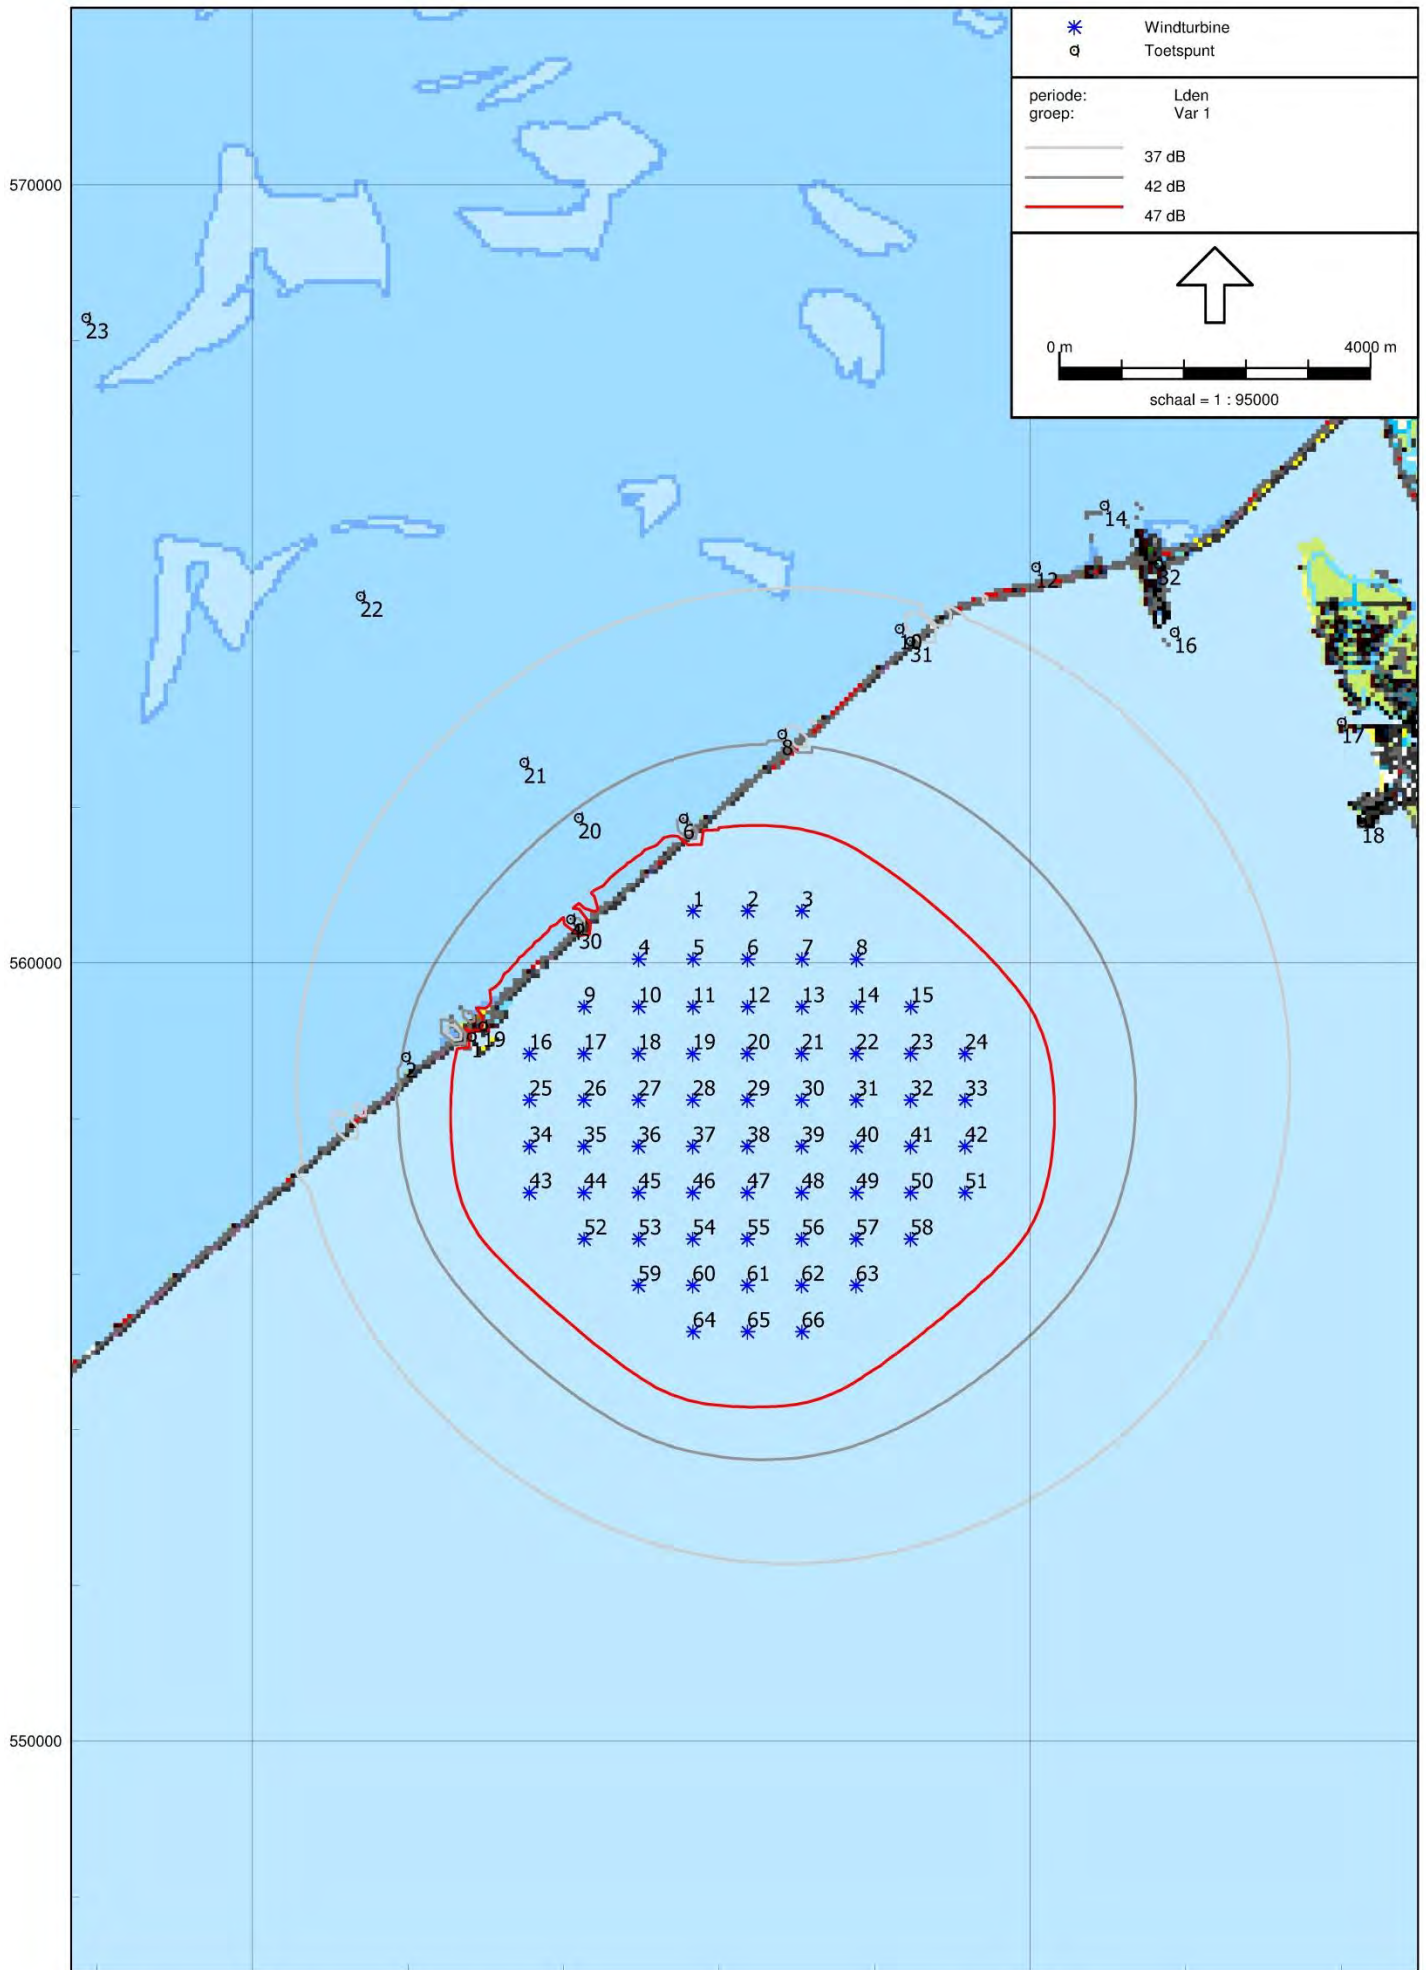 Windturbine
Toetspunt
periode: Lden
groep: Var 1
37 dB
42 dB
47 dB
0 m 4000 m
schaal = 1 : 95000
570000
23
14
12
32
22
16
10
31
17
8
21
20
6
18
1 2 3
30
4 5 6 7 8
560000
9 10 11 12 13 14 15
1 19
16 17 18 19 20 21 22 23 24
2
25 26 27 28 29 30 31 32 33
34 35 36 37 38 39 40 41 42
43 44 45 46 47 48 49 50 51
52 53 54 55 56 57 58
59 60 61 62 63
64 65 66
550000